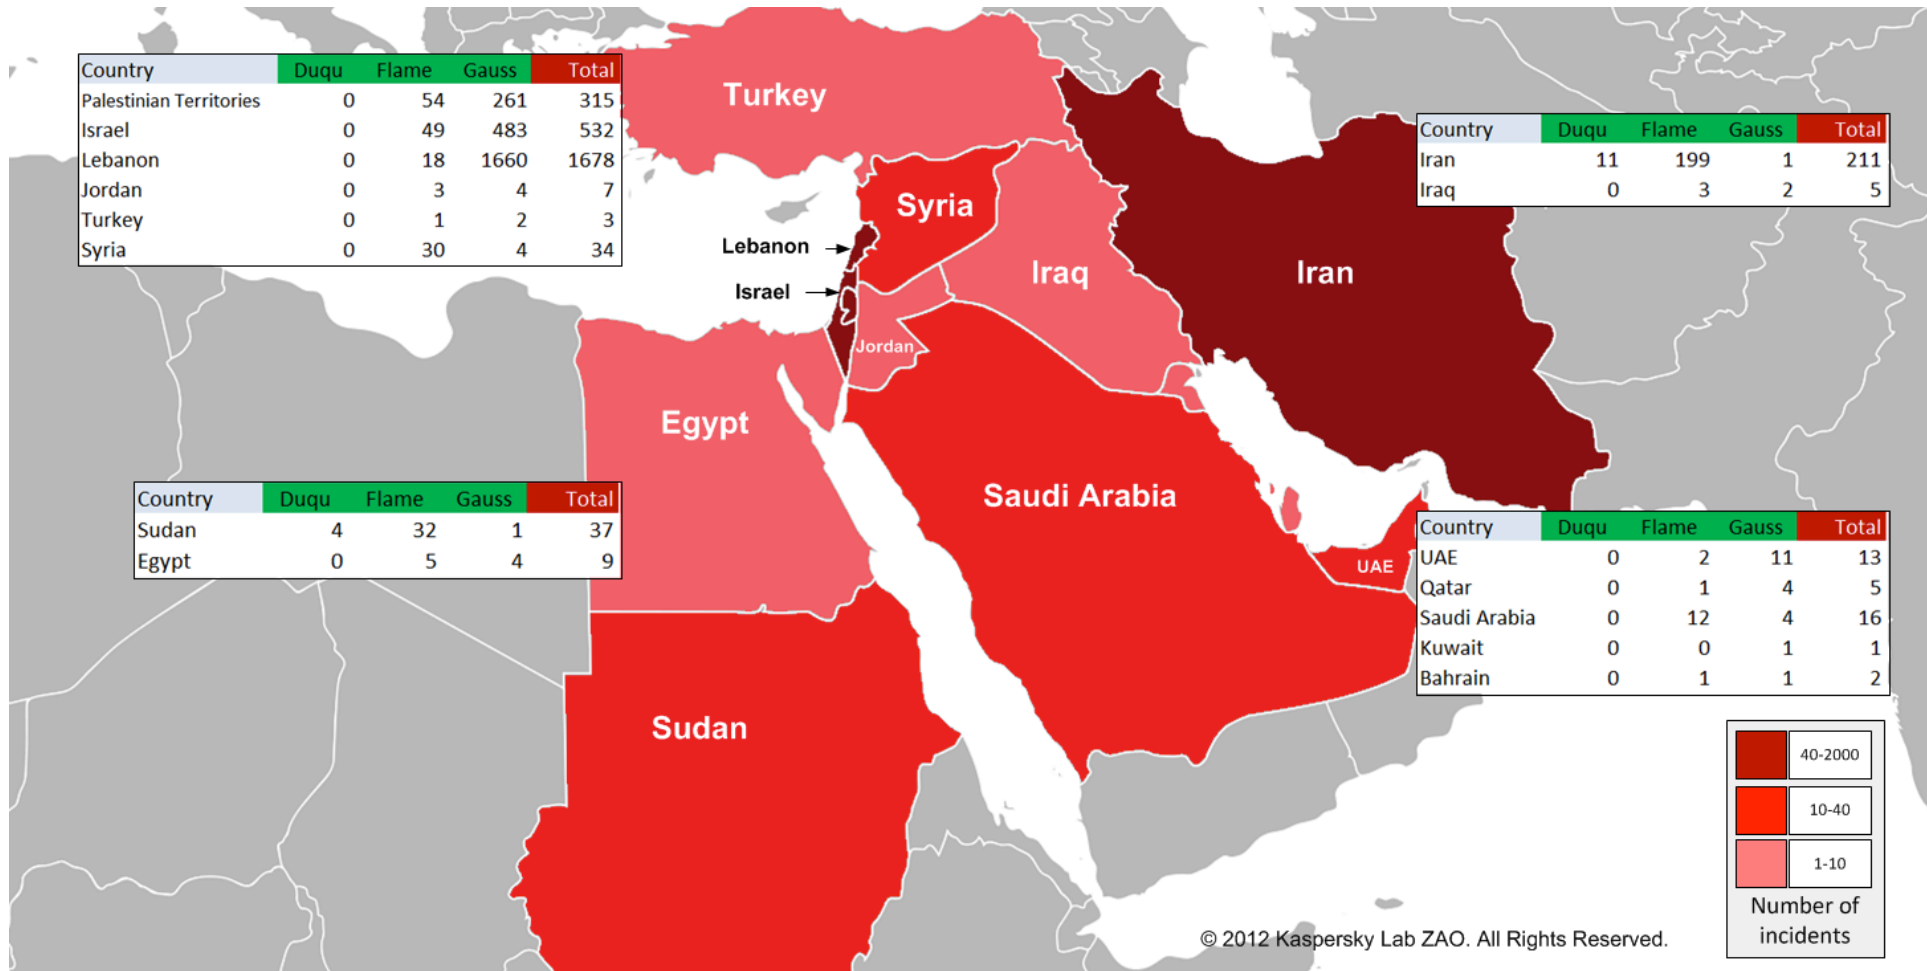 Country Duqu Flame Gauss Total
Palestinian Territories 0 54 261 315
Israel 0 49 483 532
Lebanon 0 18 1660 1678
Jordan 0 3 4 7
Turkey 0 1 2 3
Syria 0 30 4 34
Turkey
Country Duqu Flame Gauss Total
Iran 11 199 1 211
Iraq 0 3 2 5
Syria
Lebanon
Israel
Iraq
Iran
Jordan
Egypt
Saudi Arabia
Country Duqu Flame Gauss Total
Sudan 4 32 1 37
Egypt 0 5 4 9
UAE
Country Duqu Flame Gauss Total
UAE 0 2 11 13
Qatar 0 1 4 5
Saudi Arabia 0 12 4 16
Kuwait 0 0 1 1
Bahrain 0 1 1 2
Sudan
40-2000
10-40
1-10
Number of
incidents
© 2012 Kaspersky Lab ZAO. All Rights Reserved.